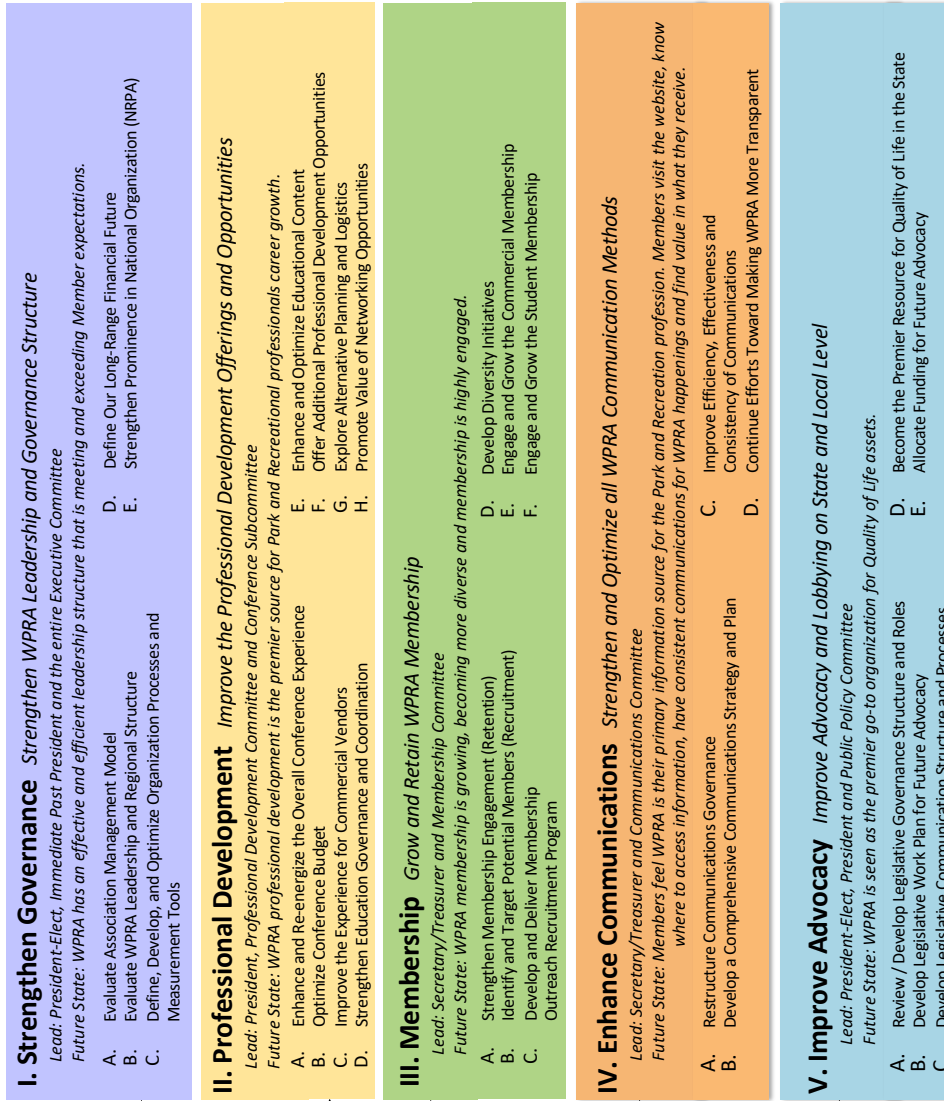 I. Strengthen Governance Strengthen WPRA Leadership and Governance Structure
Lead: President-Elect, Immediate Past President and the entire Executive Committee
Future State: WPRA has an effective and efficient leadership structure that is meeting and exceeding Member expectations.
A. Evaluate Association Management Model
B. Evaluate WPRA Leadership and Regional Structure
C. Define, Develop, and Optimize Organization Processes and
Measurement Tools
D. Define Our Long-Range Financial Future
E. Strengthen Prominence in National Organization (NRPA)
II. Professional Development Improve the Professional Development Offerings and Opportunities
Lead: President, Professional Development Committee and Conference Subcommittee
Future State: WPRA professional development is the premier source for Park and Recreational professionals career growth.
A. Enhance and Re-energize the Overall Conference Experience
B. Optimize Conference Budget
C. Improve the Experience for Commercial Vendors
D. Strengthen Education Governance and Coordination
E. Enhance and Optimize Educational Content
F. Offer Additional Professional Development Opportunities
G. Explore Alternative Planning and Logistics
H. Promote Value of Networking Opportunities
III. Membership Grow and Retain WPRA Membership
Lead: Secretary/Treasurer and Membership Committee
Future State: WPRA membership is growing, becoming more diverse and membership is highly engaged.
A. Strengthen Membership Engagement (Retention)
B. Identify and Target Potential Members (Recruitment)
C. Develop and Deliver Membership
Outreach Recruitment Program
D. Develop Diversity Initiatives
E. Engage and Grow the Commercial Membership
F. Engage and Grow the Student Membership
IV. Enhance Communications Strengthen and Optimize all WPRA Communication Methods
Lead: Secretary/Treasurer and Communications Committee
Future State: Members feel WPRA is their primary information source for the Park and Recreation profession. Members visit the website, know
where to access information, have consistent communications for WPRA happenings and find value in what they receive.
A. Restructure Communications Governance
B. Develop a Comprehensive Communications Strategy and Plan
C. Improve Efficiency, Effectiveness and
Consistency of Communications
D. Continue Efforts Toward Making WPRA More Transparent
V. Improve Advocacy Improve Advocacy and Lobbying on State and Local Level
Lead: President-Elect, President and Public Policy Committee
Future State: WPRA is seen as the premier go-to organization for Quality of Life assets.
A. Review / Develop Legislative Governance Structure and Roles
B. Develop Legislative Work Plan for Future Advocacy
C. Develop Legislative Communication Structure and Processes
D. Become the Premier Resource for Quality of Life in the State
E. Allocate Funding for Future Advocacy